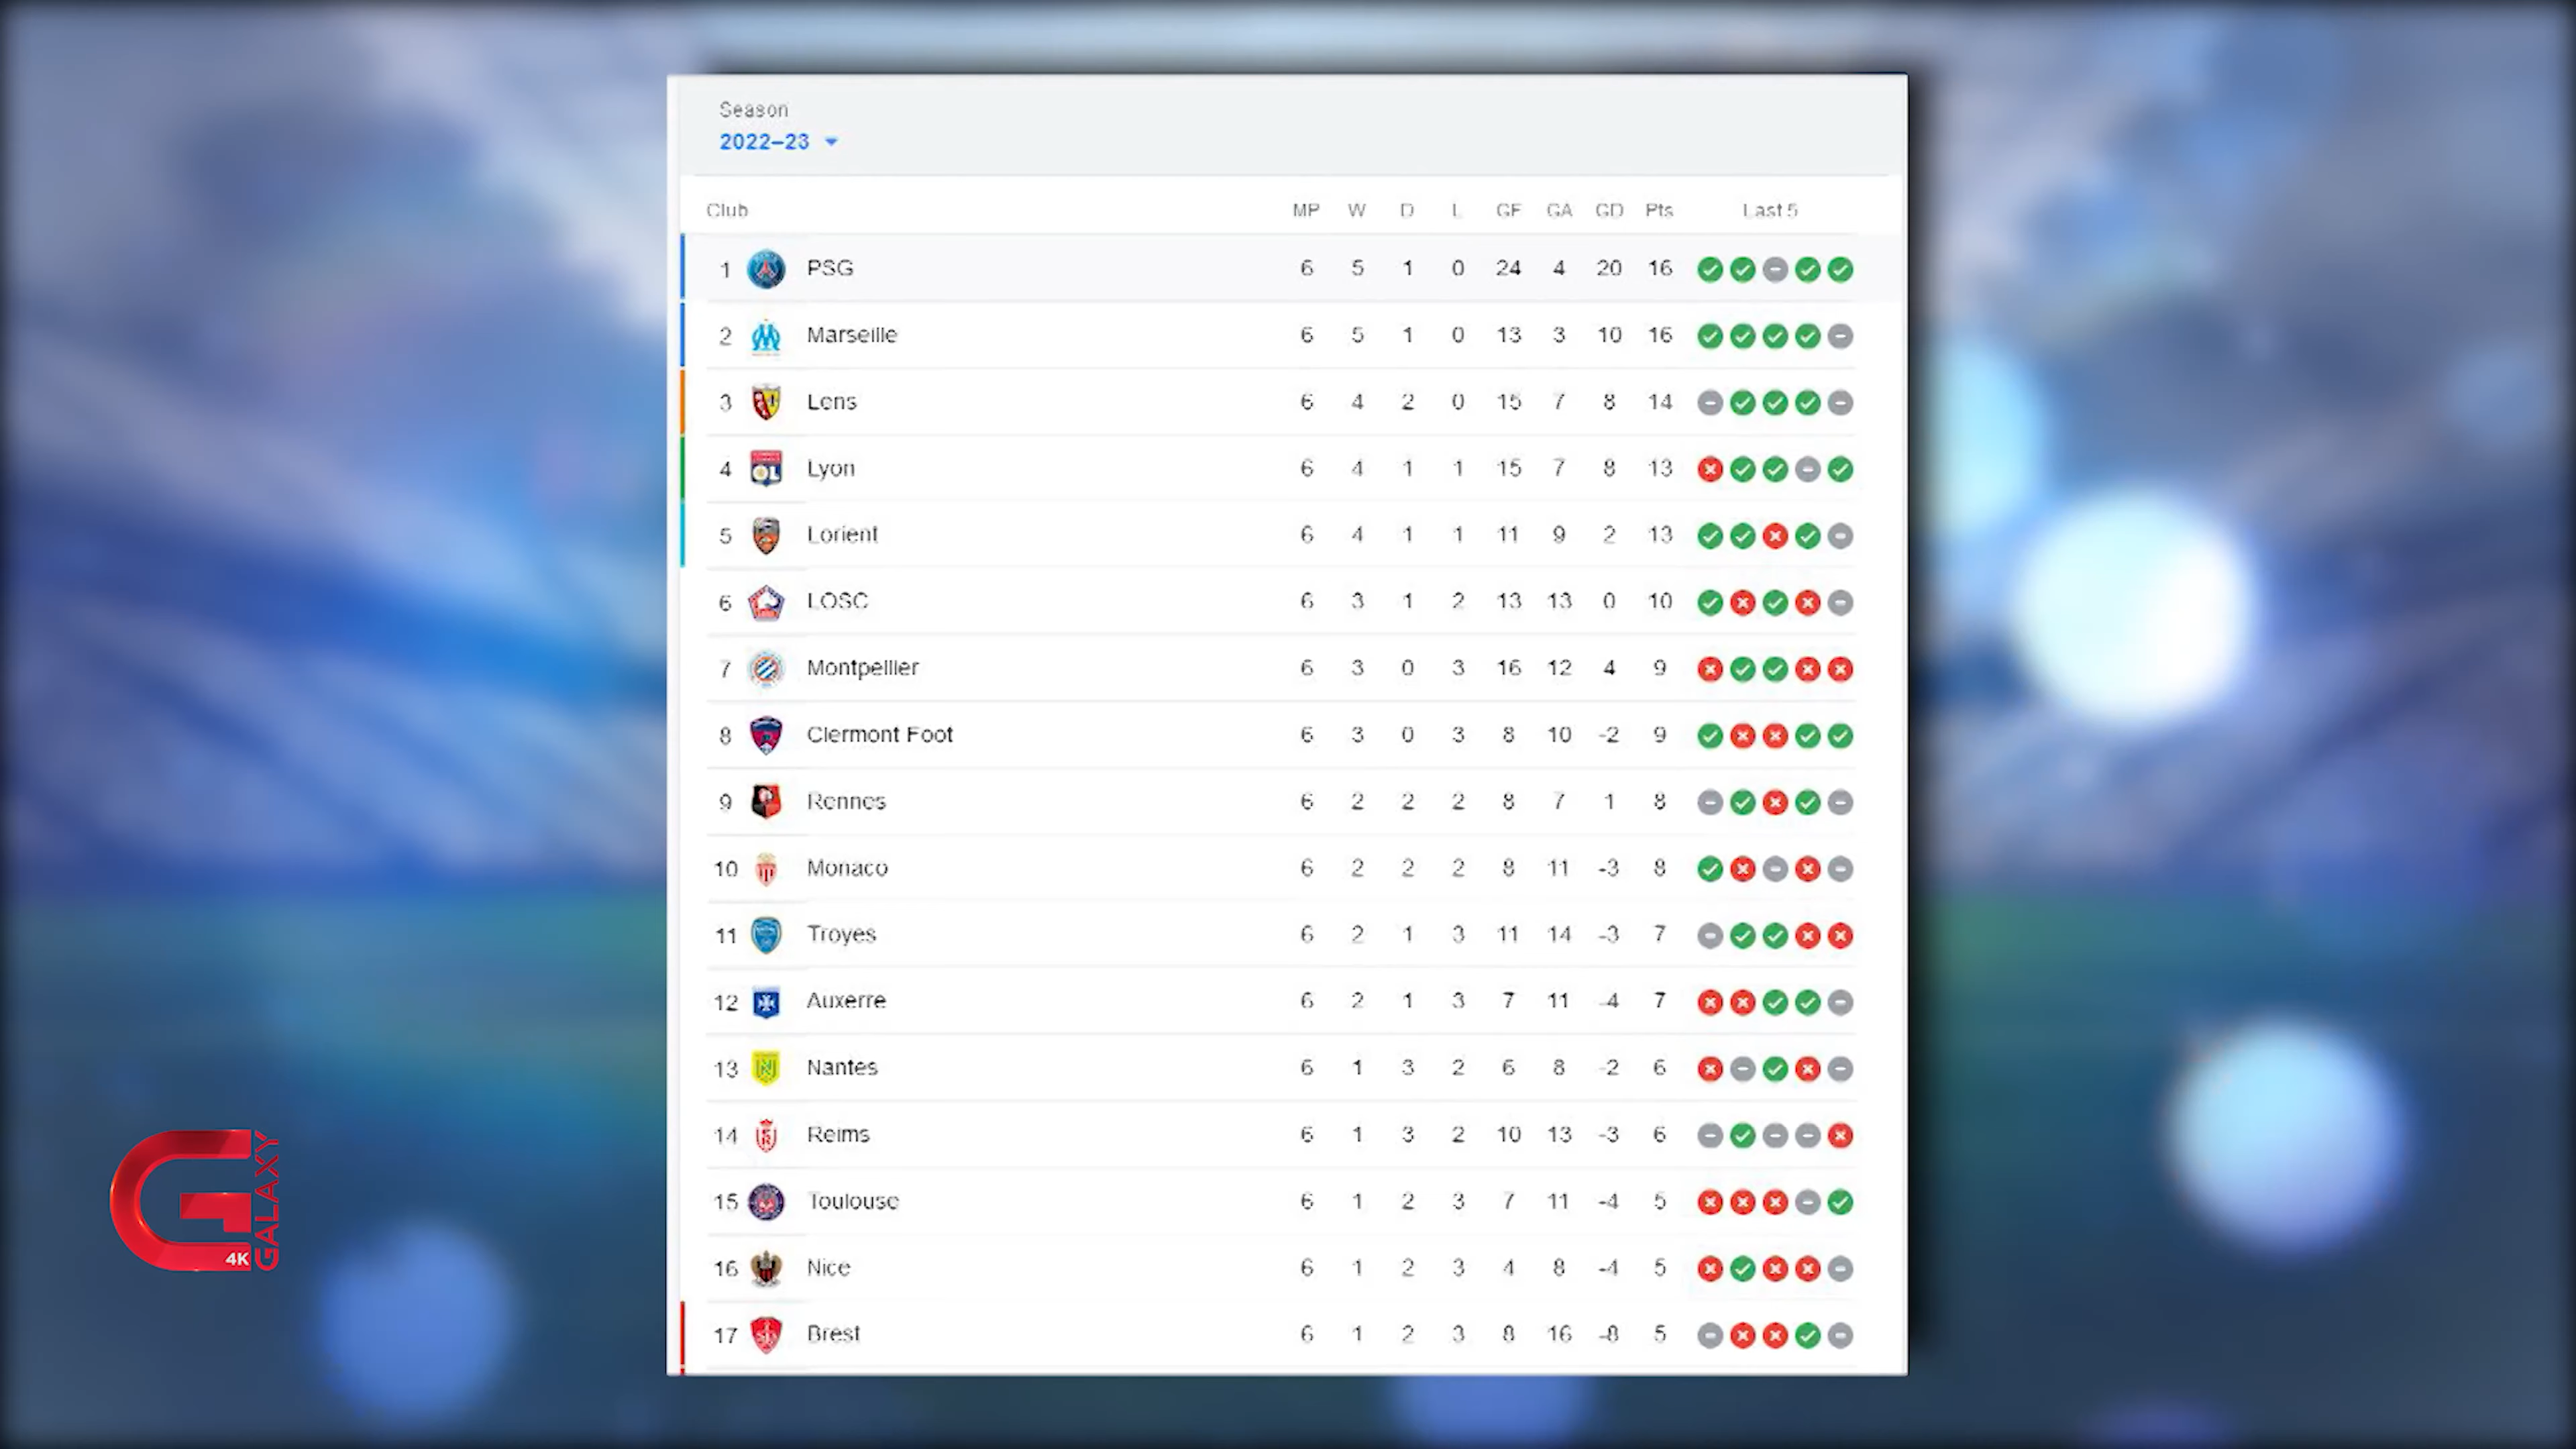 Season
2022–23
Club MP W D L GF GA GD Pts Last 5
1 PSG 6 5 1 0 24 4 20 16
2 Marseille 6 5 1 0 13 3 10 16
3 Lens 6 4 2 0 15 7 8 14
4 Lyon 6 4 1 1 15 7 8 13
5 Lorient 6 4 1 1 11 9 2 13
6 LOSC 6 3 1 2 13 13 0 10
7 Montpellier 6 3 0 3 16 12 4 9
8 Clermont Foot 6 3 0 3 8 10 -2 9
9 Rennes 6 2 2 2 8 7 1 8
10 Monaco 6 2 2 2 8 11 -3 8
11 Troyes 6 2 1 3 11 14 -3 7
12 Auxerre 6 2 1 3 7 11 -4 7
13 Nantes 6 1 3 2 6 8 -2 6
14 Reims 6 1 3 2 10 13 -3 6
15 Toulouse 6 1 2 3 7 11 -4 5
16 Nice 6 1 2 3 4 8 -4 5
17 Brest 6 1 2 3 8 16 -8 5
GALAXY
4K